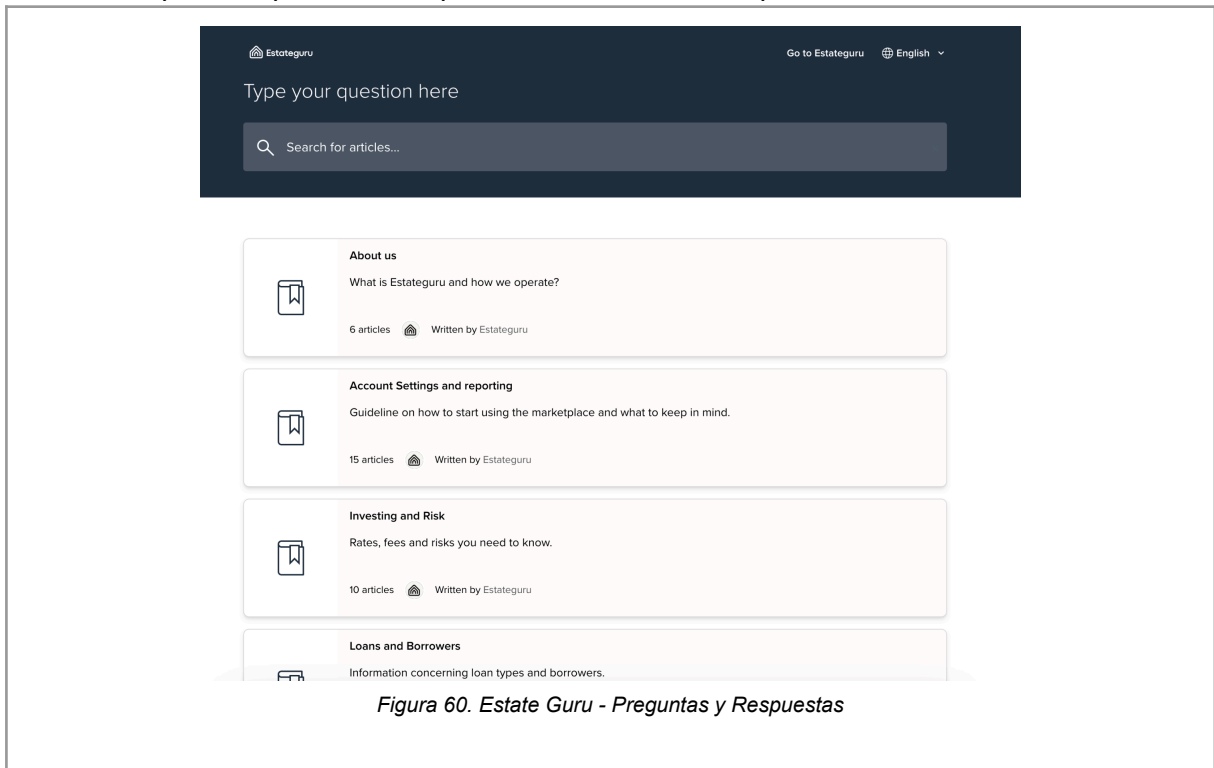 Estateguru
Go to Estateguru English
Type your question here
Search for articles...
About us
What is Estateguru and how we operate?
6 articles Written by Estateguru
Account Settings and reporting
Guideline on how to start using the marketplace and what to keep in mind.
15 articles Written by Estateguru
Investing and Risk
Rates, fees and risks you need to know.
10 articles Written by Estateguru
Loans and Borrowers
Information concerning loan types and borrowers.
Figura 60. Estate Guru - Preguntas y Respuestas